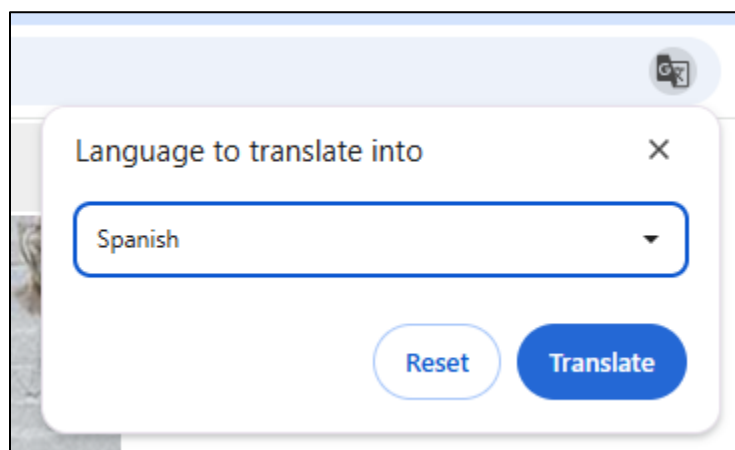 Language to translate into
Spanish
Reset
Translate